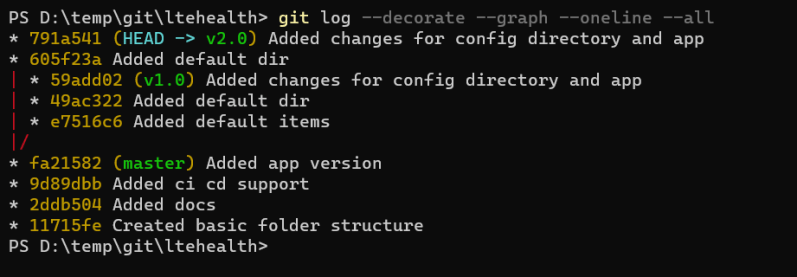 PS D:\temp\git\ltehealth> git log --decorate --graph --oneline --all
* 791a541 (HEAD -> v2.0) Added changes for config directory and app
* 605f23a Added default dir
| * 59add02 (v1.0) Added changes for config directory and app
| * 49ac322 Added default dir
| * e7516c6 Added default items
|/
* fa21582 (master) Added app version
* 9d89dbb Added ci cd support
* 2ddb504 Added docs
* 11715fe Created basic folder structure
PS D:\temp\git\ltehealth>